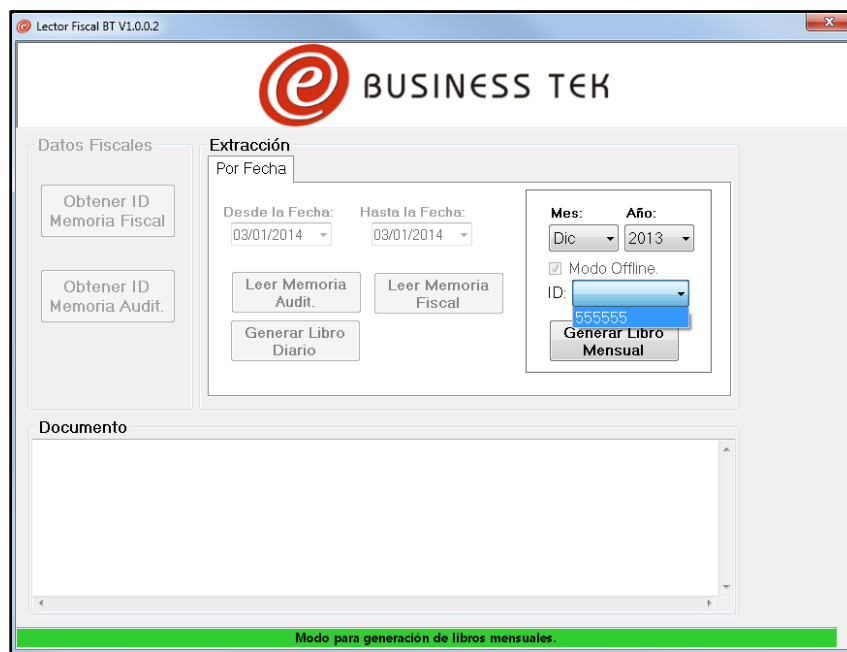 Lector Fiscal BT V1.0.0.2
BUSINESS TEK
Datos Fiscales
Obtener ID
Memoria Fiscal
Obtener ID
Memoria Audit.
Extracción
Por Fecha
Desde la Fecha:
Hasta la Fecha:
03/01/2014
03/01/2014
Leer Memoria
Audit.
Leer Memoria
Fiscal
Generar Libro
Diario
Mes:
Año:
Dic
2013
Modo Offline.
ID:
555555
Generar Libro
Mensual
Documento
Modo para generación de libros mensuales.